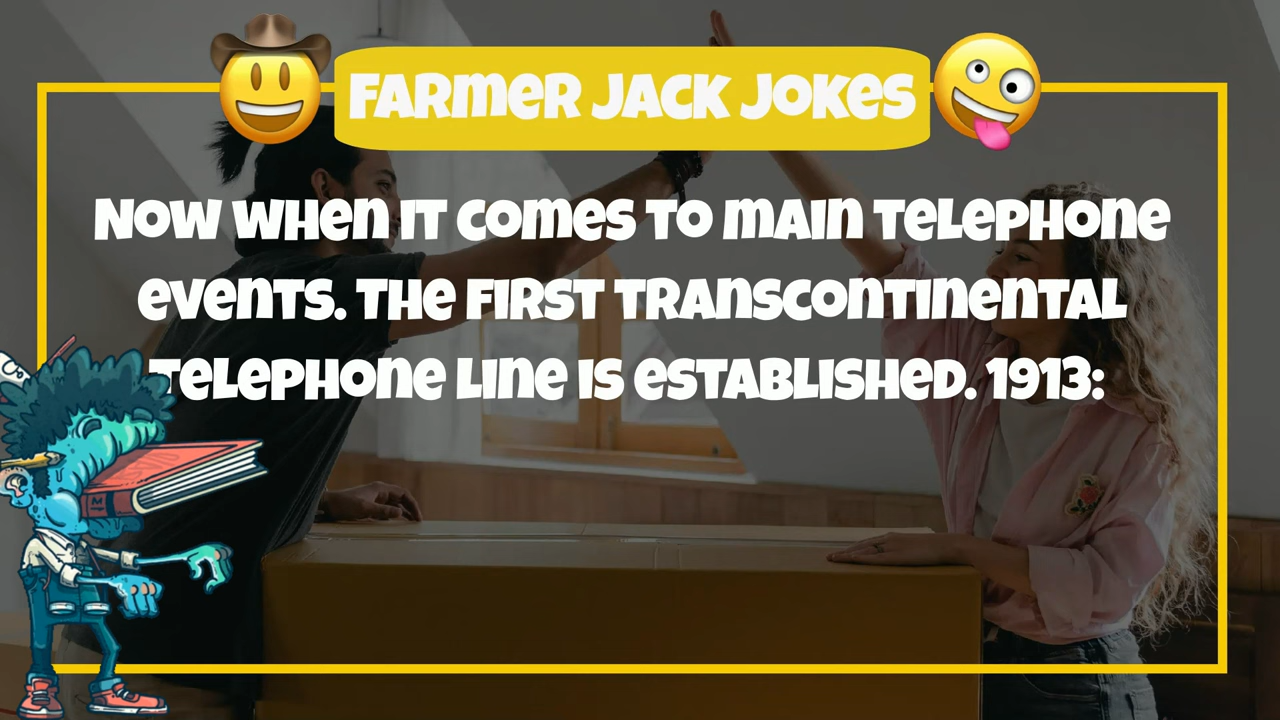 FARMER JACK JOKES
NOW WHEN IT COMES TO MAIN TELEPHONE
EVENTS. THE FIRST TRANSCONTINENTAL
TELEPHONE LINE IS ESTABLISHED. 1913: